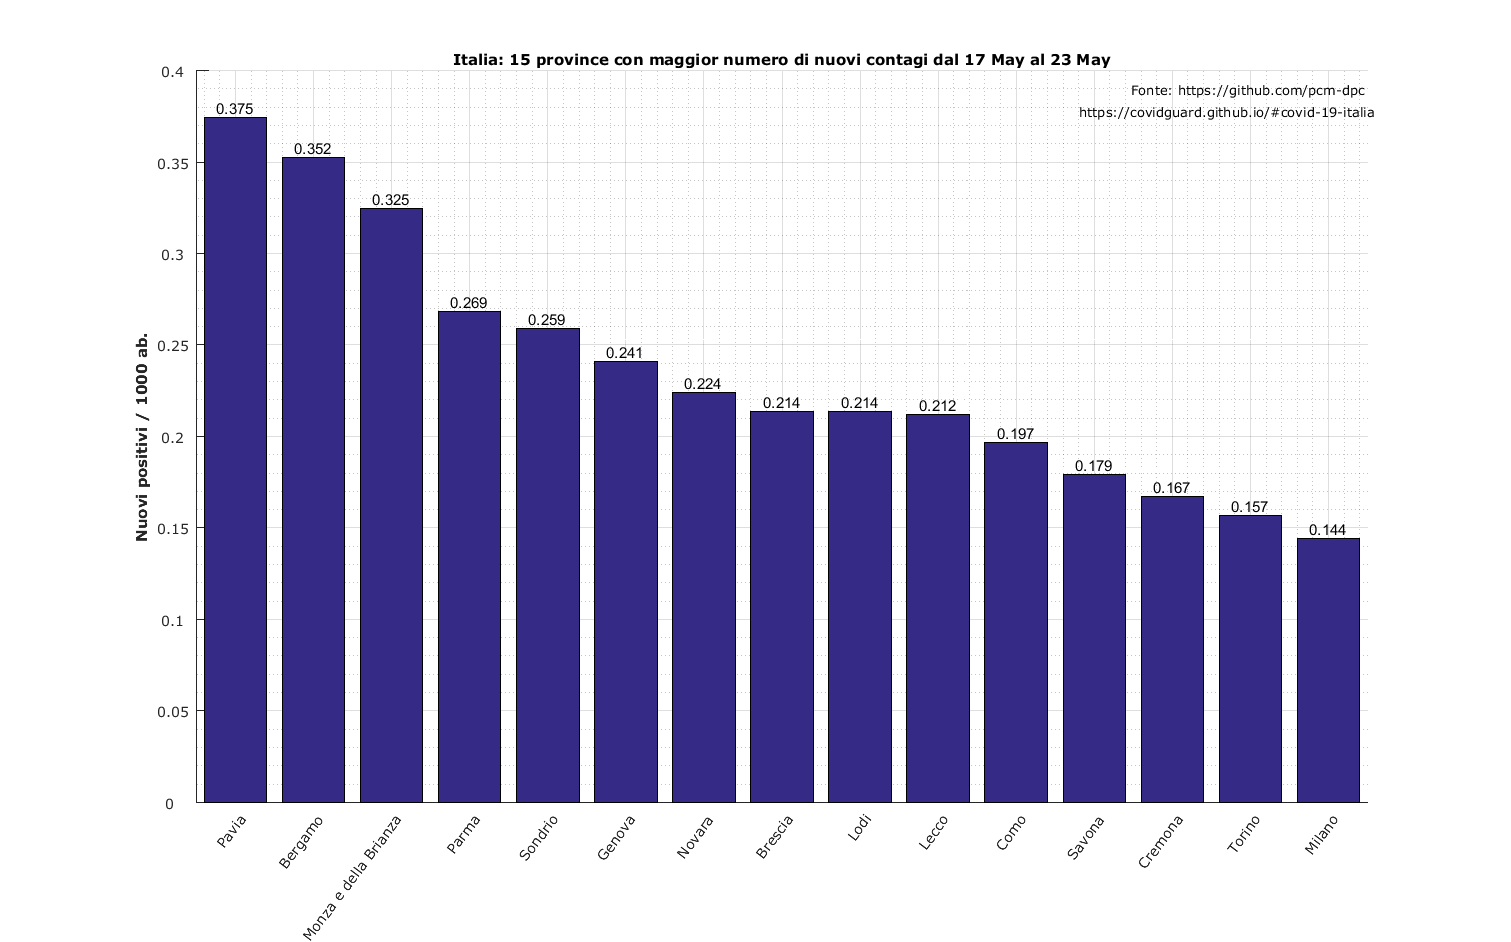 Italia: 15 province con maggior numero di nuovi contagi dal 17 May al 23 May
Fonte: https://github.com/pcm-dpc
https://covidguard.github.io/#covid-19-italia
Nuovi positivi / 1000 ab.
0.4
0.35
0.3
0.25
0.2
0.15
0.1
0.05
0
0.375
0.352
0.325
0.269
0.259
0.241
0.224
0.214
0.214
0.212
0.197
0.179
0.167
0.157
0.144
Pavia
Bergamo
Monza e della Brianza
Parma
Sondrio
Genova
Novara
Brescia
Lodi
Lecco
Como
Savona
Cremona
Torino
Milano